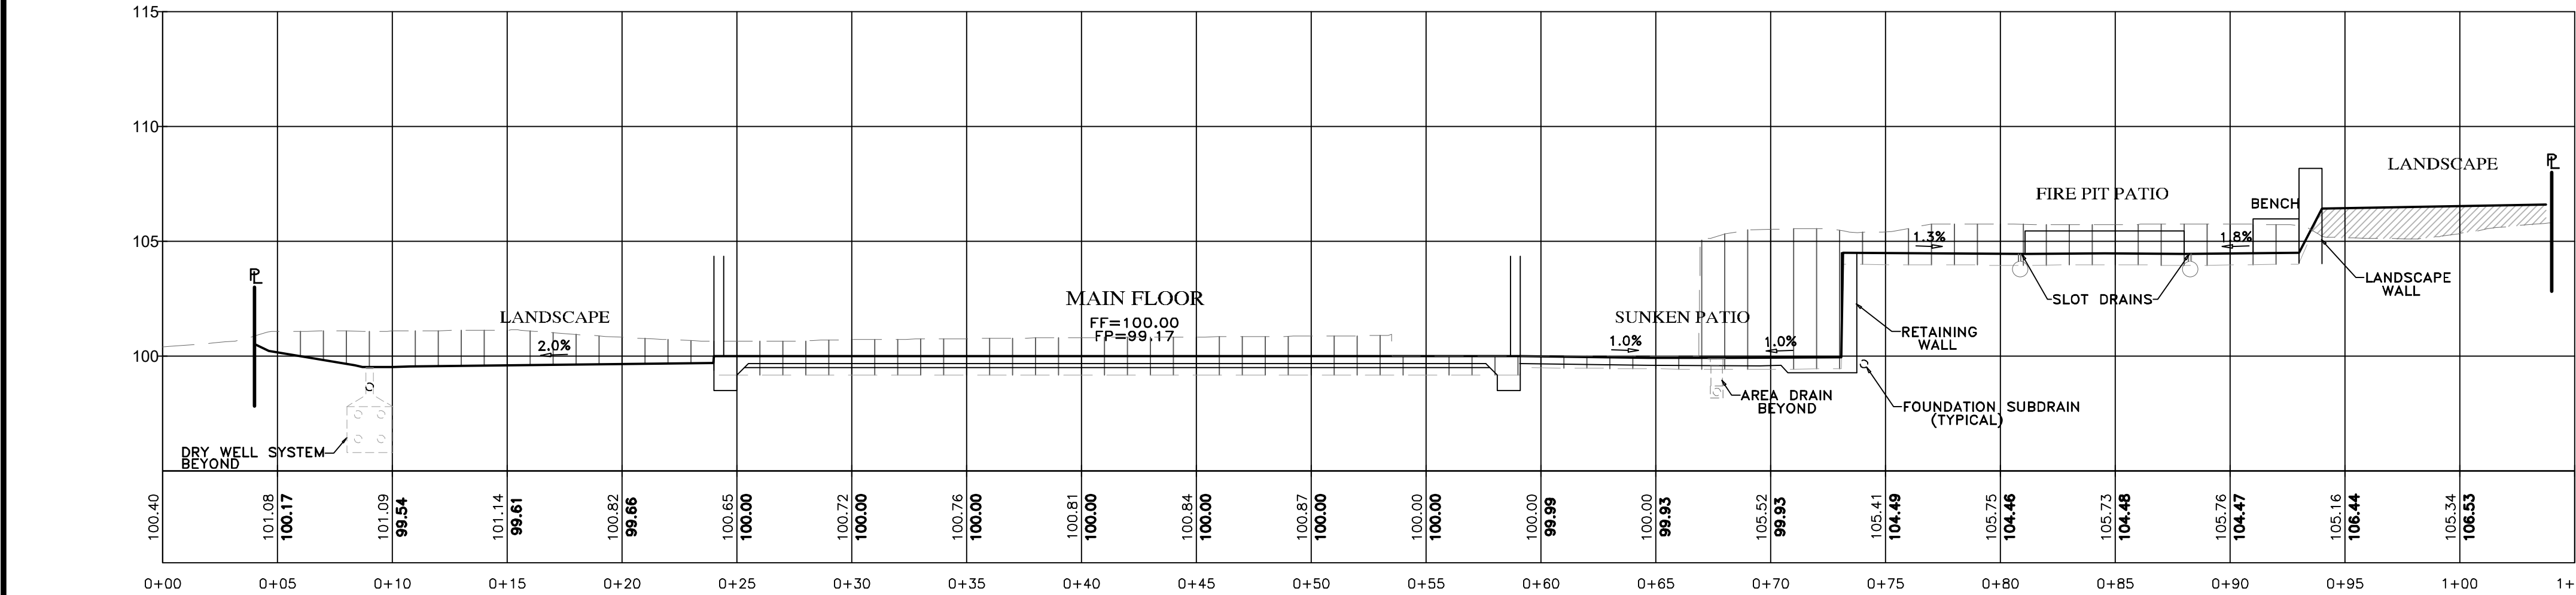 115
110
105
100
PL
LANDSCAPE
2.0%
DRY WELL SYSTEM
BEYOND
MAIN FLOOR
FF=100.00
FP=99.17
SUNKEN PATIO
1.0%
1.0%
AREA DRAIN
BEYOND
RETAINING
WALL
FOUNDATION SUBDRAIN
(TYPICAL)
FIRE PIT PATIO
1.3%
1.8%
SLOT DRAINS
BENCH
LANDSCAPE
WALL
LANDSCAPE
PL
100.40
101.08
100.17
101.09
99.54
101.14
99.61
100.82
99.66
100.65
100.00
100.72
100.00
100.76
100.00
100.81
100.00
100.84
100.00
100.87
100.00
100.00
100.00
100.00
99.99
100.00
99.93
105.52
99.93
105.41
104.49
105.75
104.46
105.73
104.48
105.76
104.47
105.16
106.44
105.34
106.53
0+00 0+05 0+10 0+15 0+20 0+25 0+30 0+35 0+40 0+45 0+50 0+55 0+60 0+65 0+70 0+75 0+80 0+85 0+90 0+95 1+00 1+